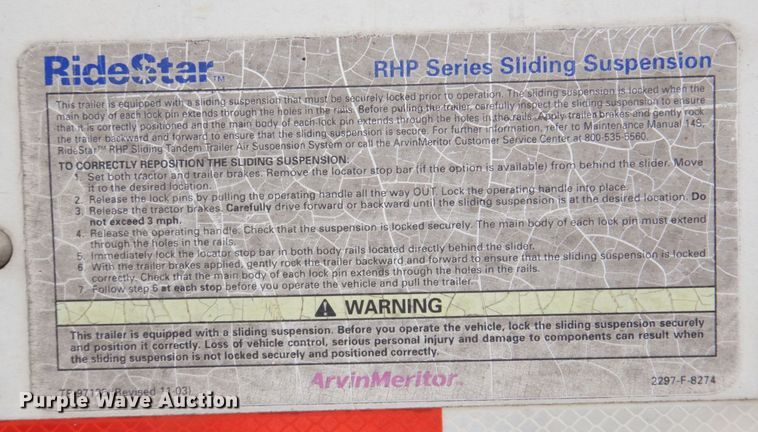 RideStar™
RHP Series Sliding Suspension
This trailer is equipped with a sliding suspension that must be securely locked prior to operation. The sliding suspension is locked when the
main body of each lock pin extends through the holes in the rails. Before pulling the trailer, carefully inspect the sliding suspension to ensure
that it is correctly positioned and the main body of each lock pin extends through the holes in the rails. Apply trailer brakes and gently rock
the trailer backward and forward to ensure that the sliding suspension is secure. For further information, refer to Maintenance Manual 14S,
RideStar™ RHP Sliding Tandem Trailer Air Suspension System or call the ArvinMeritor Customer Service Center at 800-535-5560.
TO CORRECTLY REPOSITION THE SLIDING SUSPENSION:
1. Set both tractor and trailer brakes. Remove the locator stop bar (if the option is available) from behind the slider. Move
it to the desired location.
2. Release the lock pins by pulling the operating handle all the way OUT. Lock the operating handle into place.
3. Release the tractor brakes. Carefully drive forward or backward until the sliding suspension is at the desired location. Do
not exceed 3 mph.
4. Release the operating handle. Check that the suspension is locked securely. The main body of each lock pin must extend
through the holes in the rails.
5. Immediately lock the locator stop bar in both body rails located directly behind the slider.
6. With the trailer brakes applied, gently rock the trailer backward and forward to ensure that the sliding suspension is locked
correctly. Check that the main body of each lock pin extends through the holes in the rails.
7. Follow step 6 at each stop before you operate the vehicle and pull the trailer.
WARNING
This trailer is equipped with a sliding suspension. Before you operate the vehicle, lock the sliding suspension securely
and position it correctly. Loss of vehicle control, serious personal injury and damage to components can result when
the sliding suspension is not locked securely and positioned correctly.
(Revised 11-03)
ArvinMeritor
2297-F-8274
Purple Wave Auction